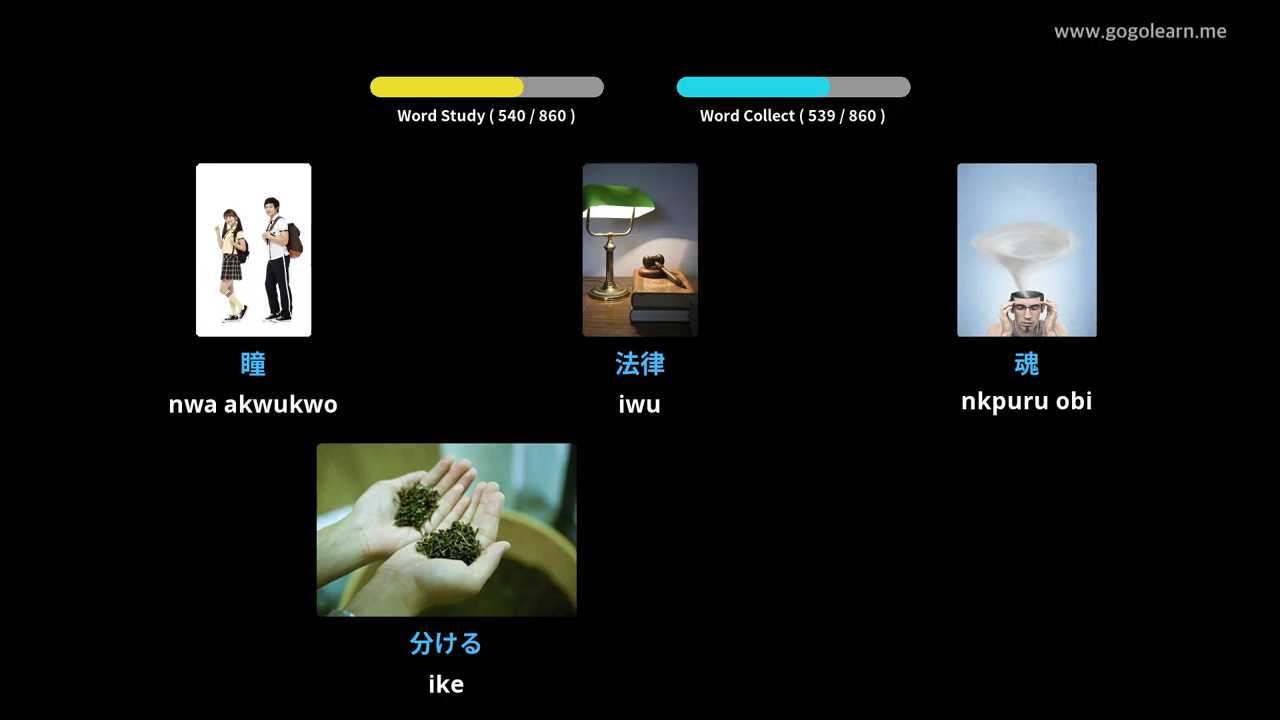 www.gogolearn.me
Word Study ( 540 / 860 )
Word Collect ( 539 / 860 )
瞳
nwa akwukwo
法律
iwu
魂
nkpuru obi
分ける
ike